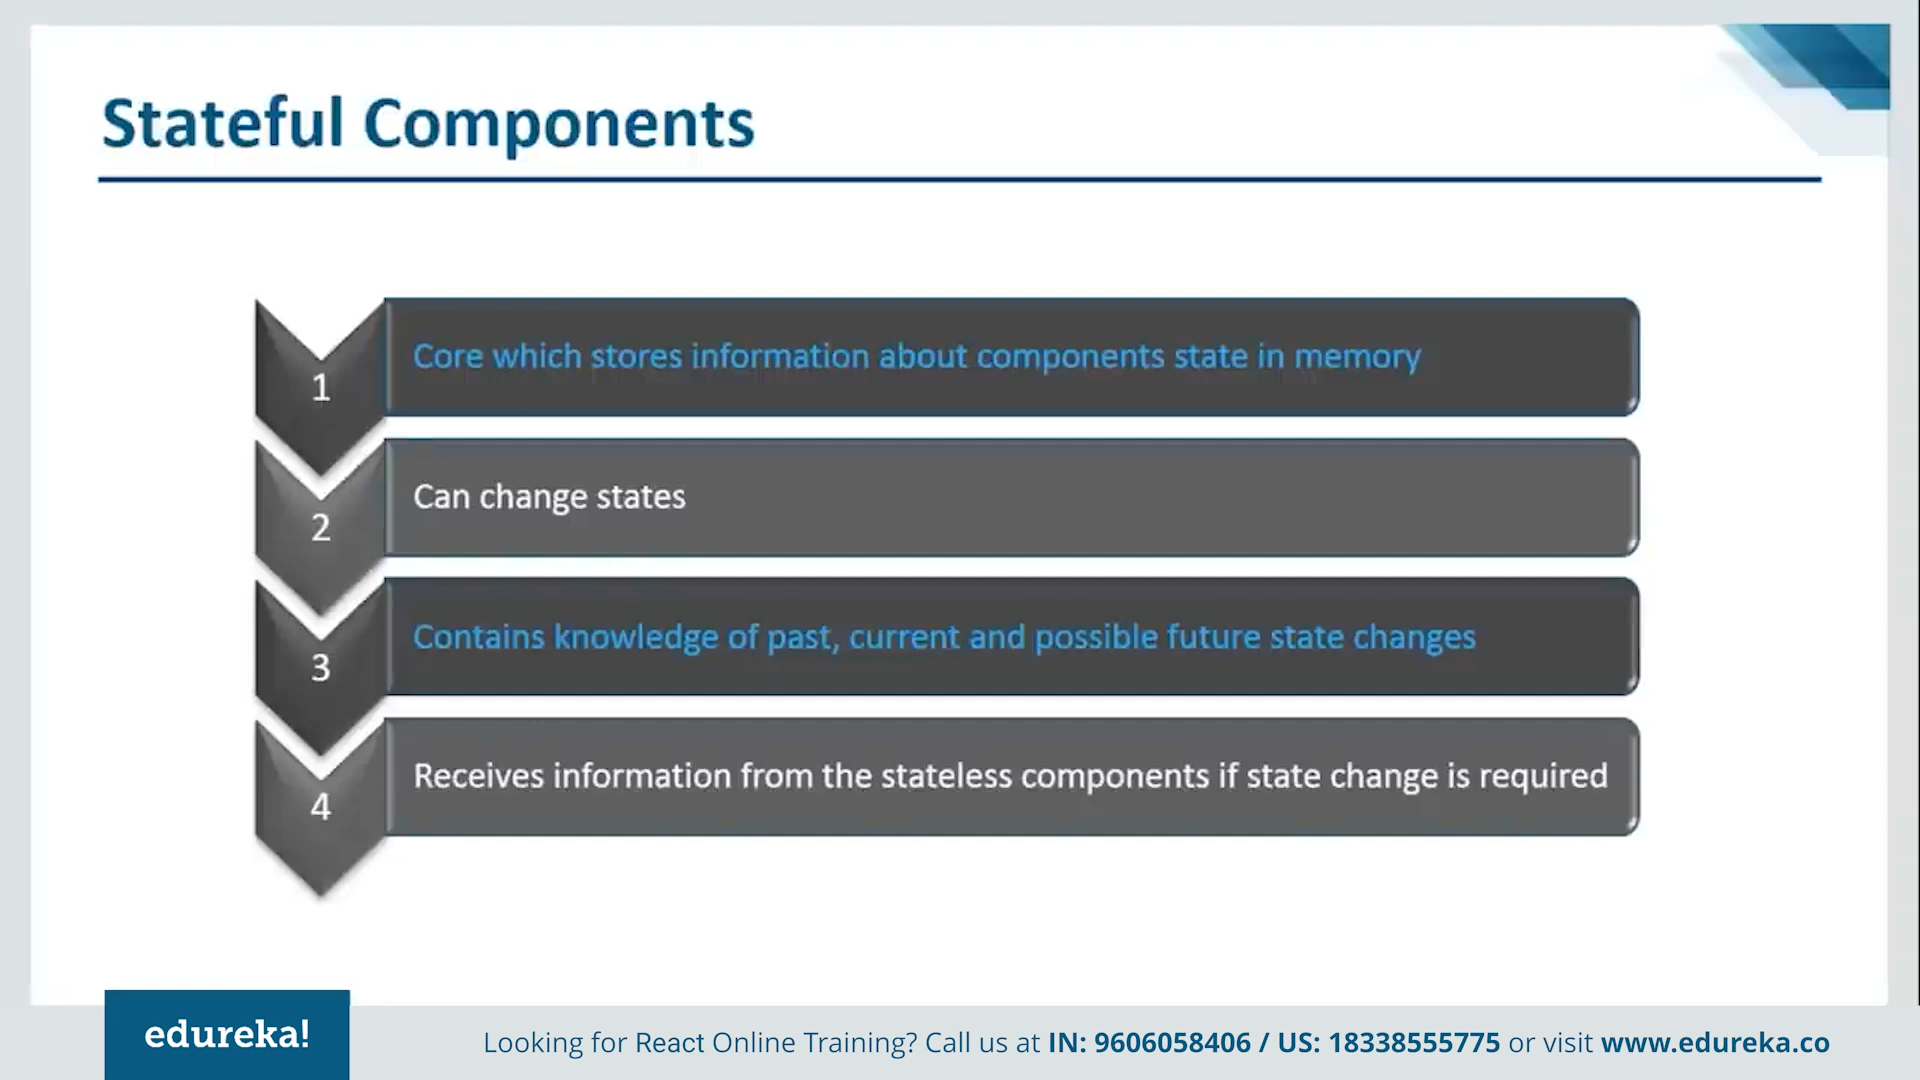 Stateful Components
1
Core which stores information about components state in memory
2
Can change states
3
Contains knowledge of past, current and possible future state changes
4
Receives information from the stateless components if state change is required
edureka!
Looking for React Online Training? Call us at IN: 9606058406 / US: 18338555775 or visit www.edureka.co